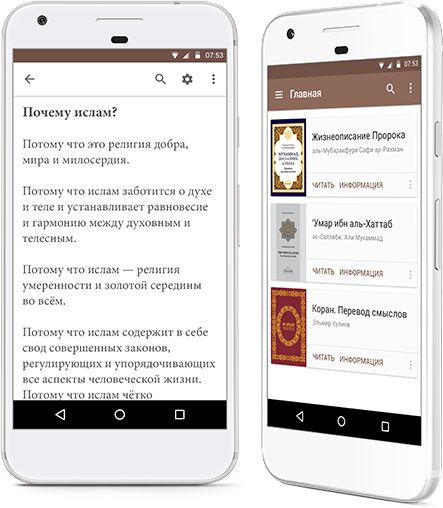 07:53
Почему ислам?
Потому что это религия добра,
мира и милосердия.
Потому что ислам заботится о духе
и теле и устанавливает равновесие
и гармонию между духовным и
телесным.
Потому что ислам — религия
умеренности и золотой середины
во всём.
Потому что ислам содержит в себе
свод совершенных законов,
регулирующих и упорядочивающих
все аспекты человеческой жизни.
Потому что ислам чётко
07:53
Главная
Жизнеописание Пророка
аль-Мубаракфури Сафи ар-Рахман
ЧИТАТЬ ИНФОРМАЦИЯ
'Умар ибн аль-Хаттаб
ас-Салляби, 'Али Мухаммад
ЧИТАТЬ ИНФОРМАЦИЯ
Коран. Перевод смыслов
Эльмир Кулиев
ЧИТАТЬ ИНФОРМАЦИЯ